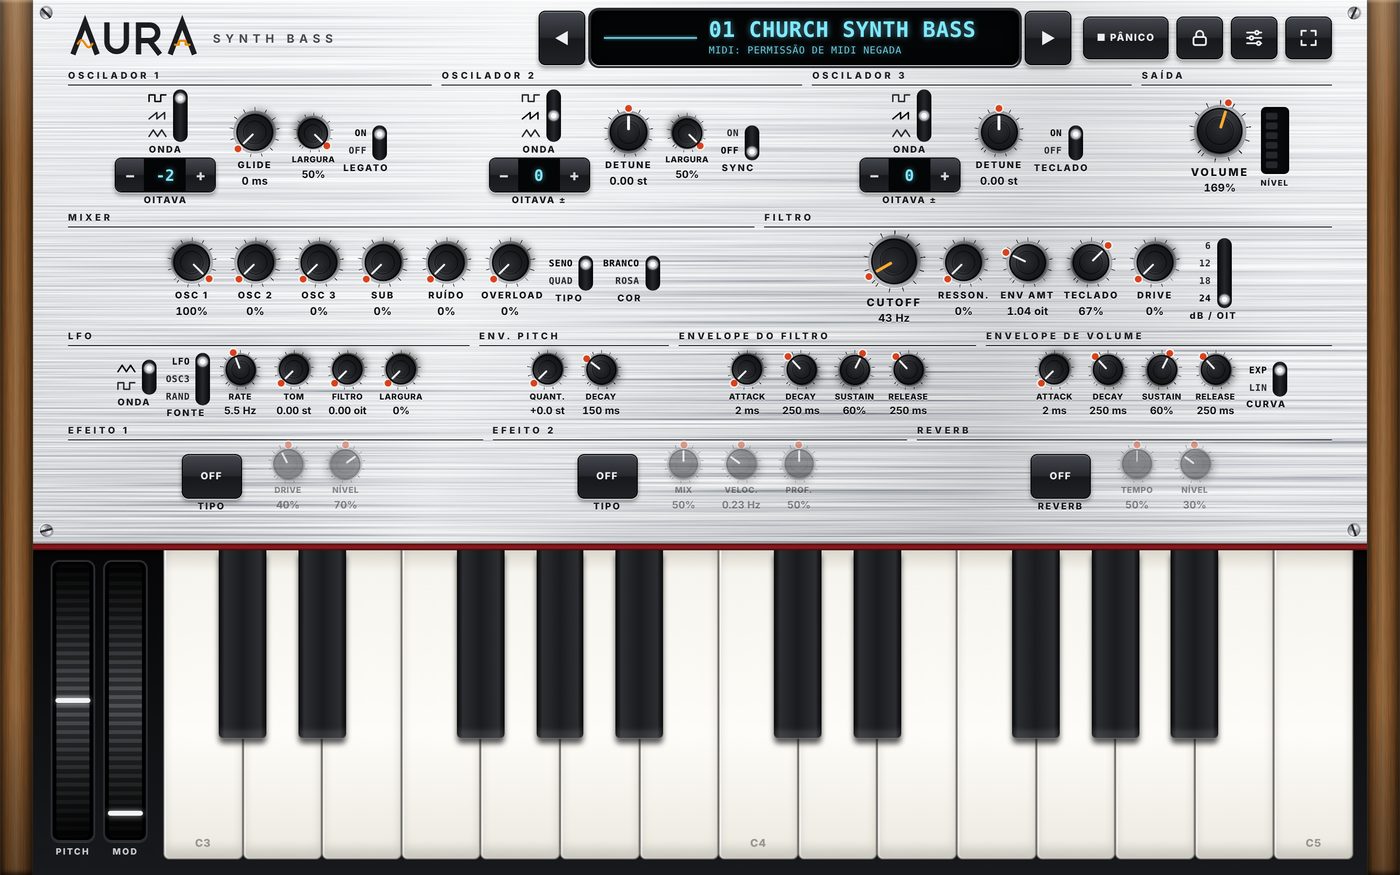 AURA SYNTH BASS
◀
01 CHURCH SYNTH BASS
MIDI: PERMISSÃO DE MIDI NEGADA
▶
PÂNICO
OSCILADOR 1
ONDA
− -2 +
OITAVA
GLIDE
0 ms
LARGURA
50%
ON
OFF
LEGATO
OSCILADOR 2
ONDA
− 0 +
OITAVA ±
DETUNE
0.00 st
LARGURA
50%
ON
OFF
SYNC
OSCILADOR 3
ONDA
− 0 +
OITAVA ±
DETUNE
0.00 st
ON
OFF
TECLADO
SAÍDA
VOLUME
169%
NÍVEL
MIXER
OSC 1
100%
OSC 2
0%
OSC 3
0%
SUB
0%
RUÍDO
0%
OVERLOAD
0%
SENO
QUAD
TIPO
BRANCO
ROSA
COR
FILTRO
CUTOFF
43 Hz
RESSON.
0%
ENV AMT
1.04 oit
TECLADO
67%
DRIVE
0%
6
12
18
24
dB / OIT
LFO
ONDA
LFO
OSC3
RAND
FONTE
RATE
5.5 Hz
TOM
0.00 st
FILTRO
0.00 oit
LARGURA
0%
ENV. PITCH
QUANT.
+0.0 st
DECAY
150 ms
ENVELOPE DO FILTRO
ATTACK
2 ms
DECAY
250 ms
SUSTAIN
60%
RELEASE
250 ms
ENVELOPE DE VOLUME
ATTACK
2 ms
DECAY
250 ms
SUSTAIN
60%
RELEASE
250 ms
EXP
LIN
CURVA
EFEITO 1
OFF
TIPO
DRIVE
40%
NÍVEL
70%
EFEITO 2
OFF
TIPO
MIX
50%
VELOC.
0.23 Hz
PROF.
50%
REVERB
OFF
REVERB
TEMPO
50%
NÍVEL
30%
PITCH
MOD
C3
C4
C5